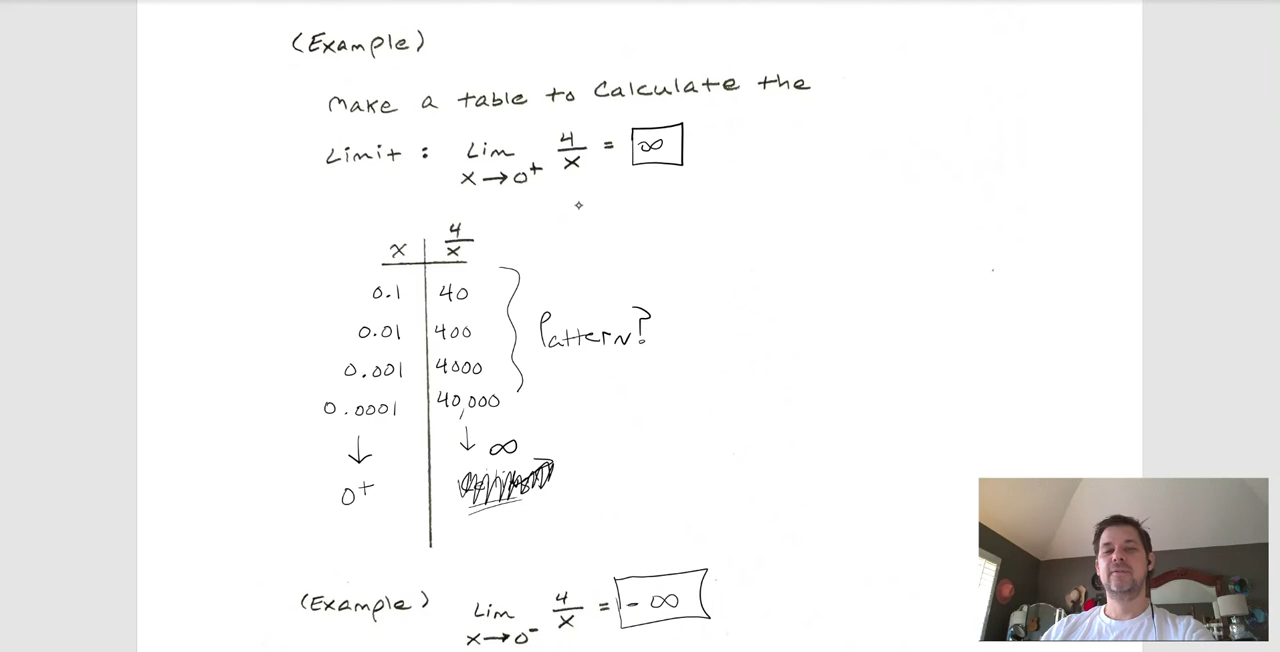 (Example)
Make a table to Calculate the
Limit : Lim x→0⁺ 4/x = ∞
x | 4/x
0.1 | 40
0.01 | 400
0.001 | 4000
0.0001 | 40,000
↓ | ↓ ∞
0⁺
Pattern?
(Example) Lim x→0⁻ 4/x = - ∞